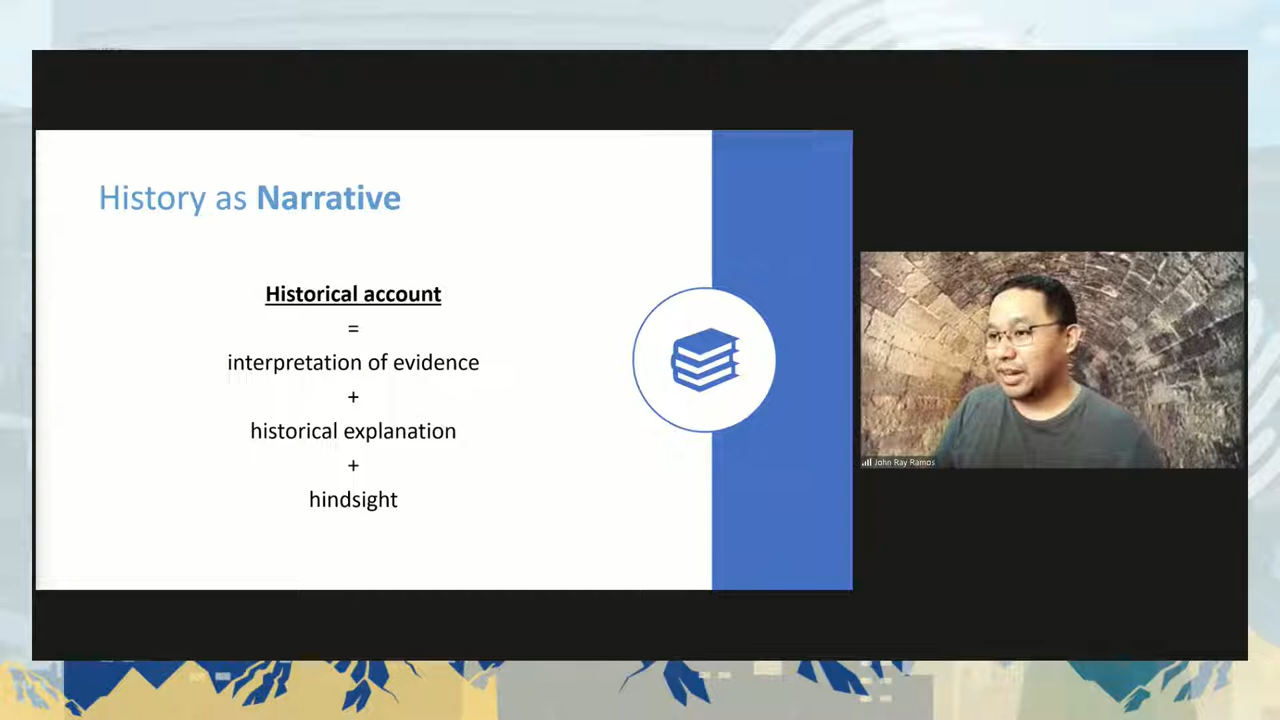 History as Narrative
Historical account
=
interpretation of evidence
+
historical explanation
+
hindsight
John Ray Ramos